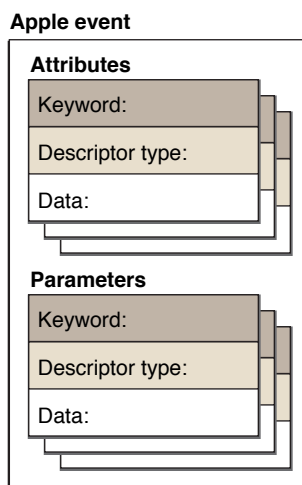 Apple event
Attributes
Keyword:
Descriptor type:
Data:
Parameters
Keyword:
Descriptor type:
Data: